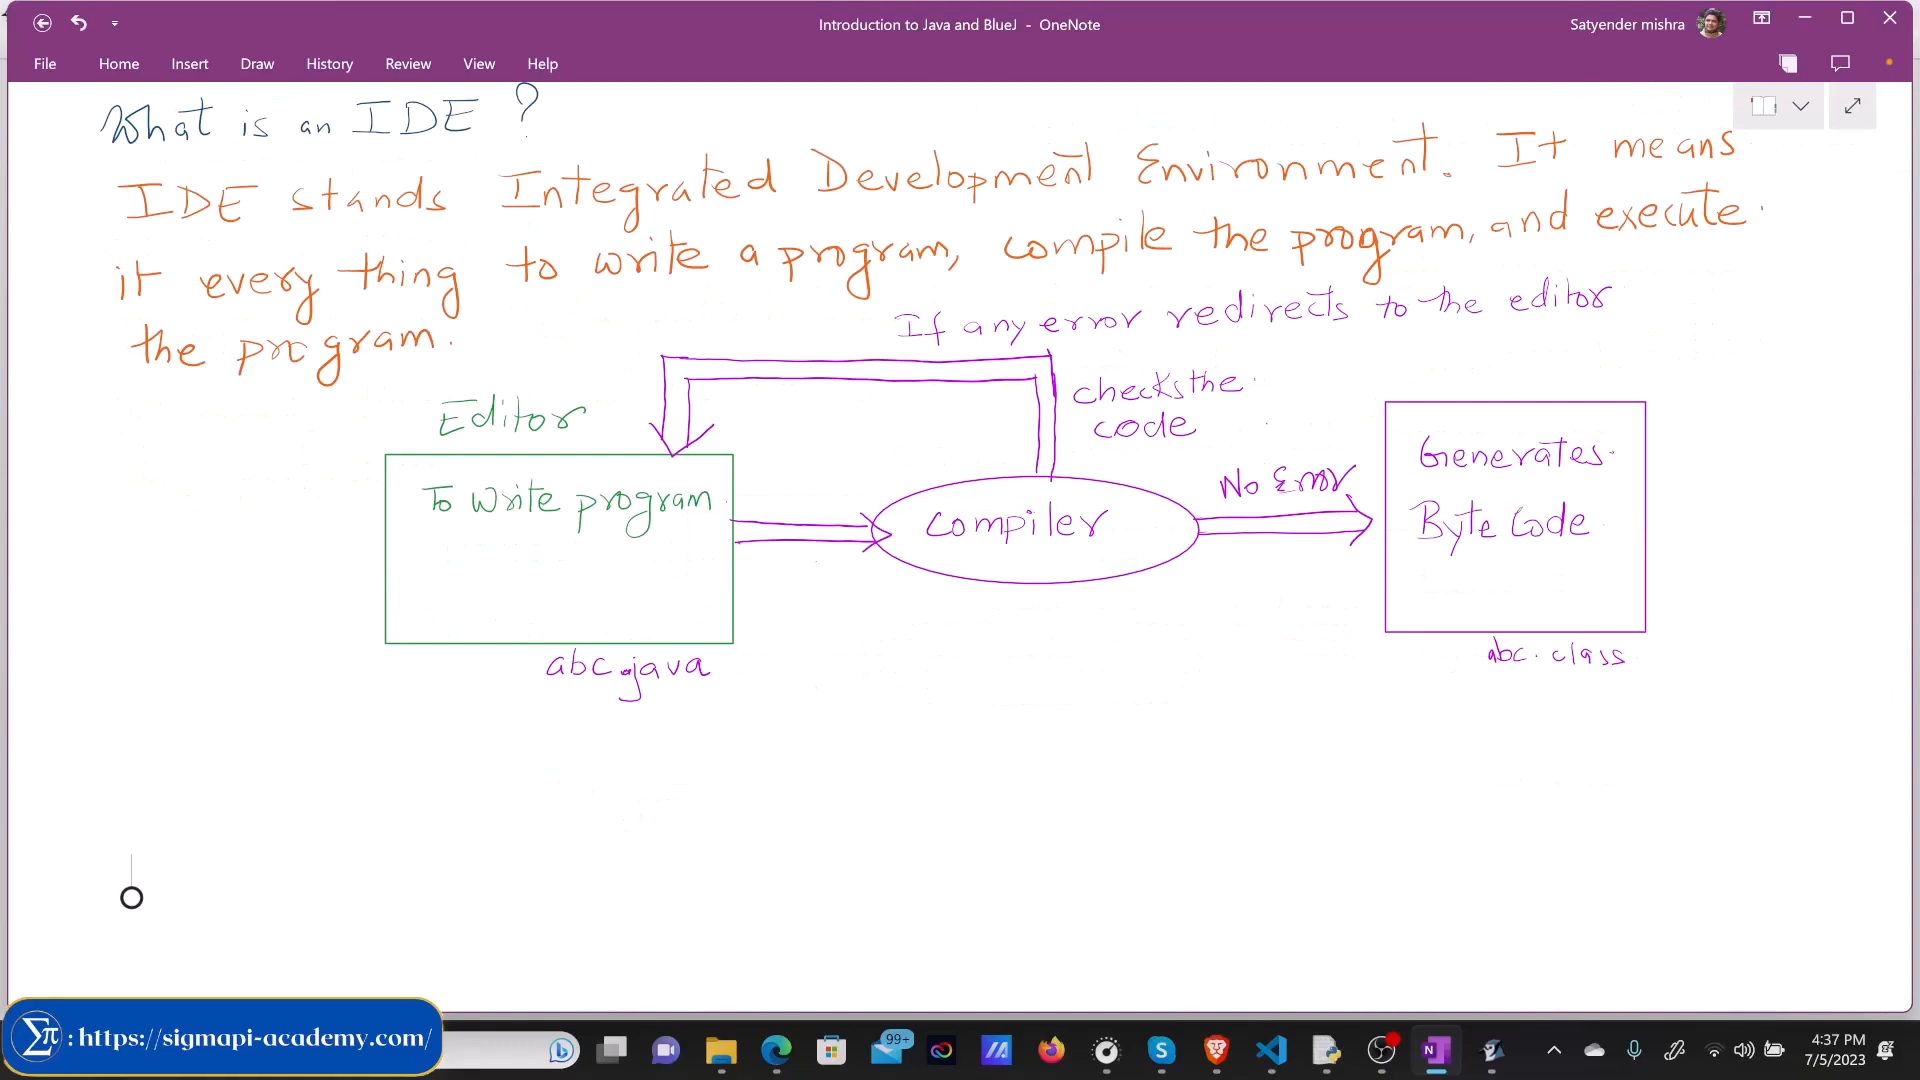 Introduction to Java and BlueJ - OneNote
Satyender mishra
File Home Insert Draw History Review View Help
What is an IDE ?
IDE stands Integrated Development Environment. It means
it every thing to write a program, compile the program, and execute
the program.
If any error redirects to the editor
checks the
code
Editor
To write program
Compiler
No Error
Generates
Byte Code
abc.java
abc.class
Σπ : https://sigmapi-academy.com/
99+
4:37 PM
7/5/2023